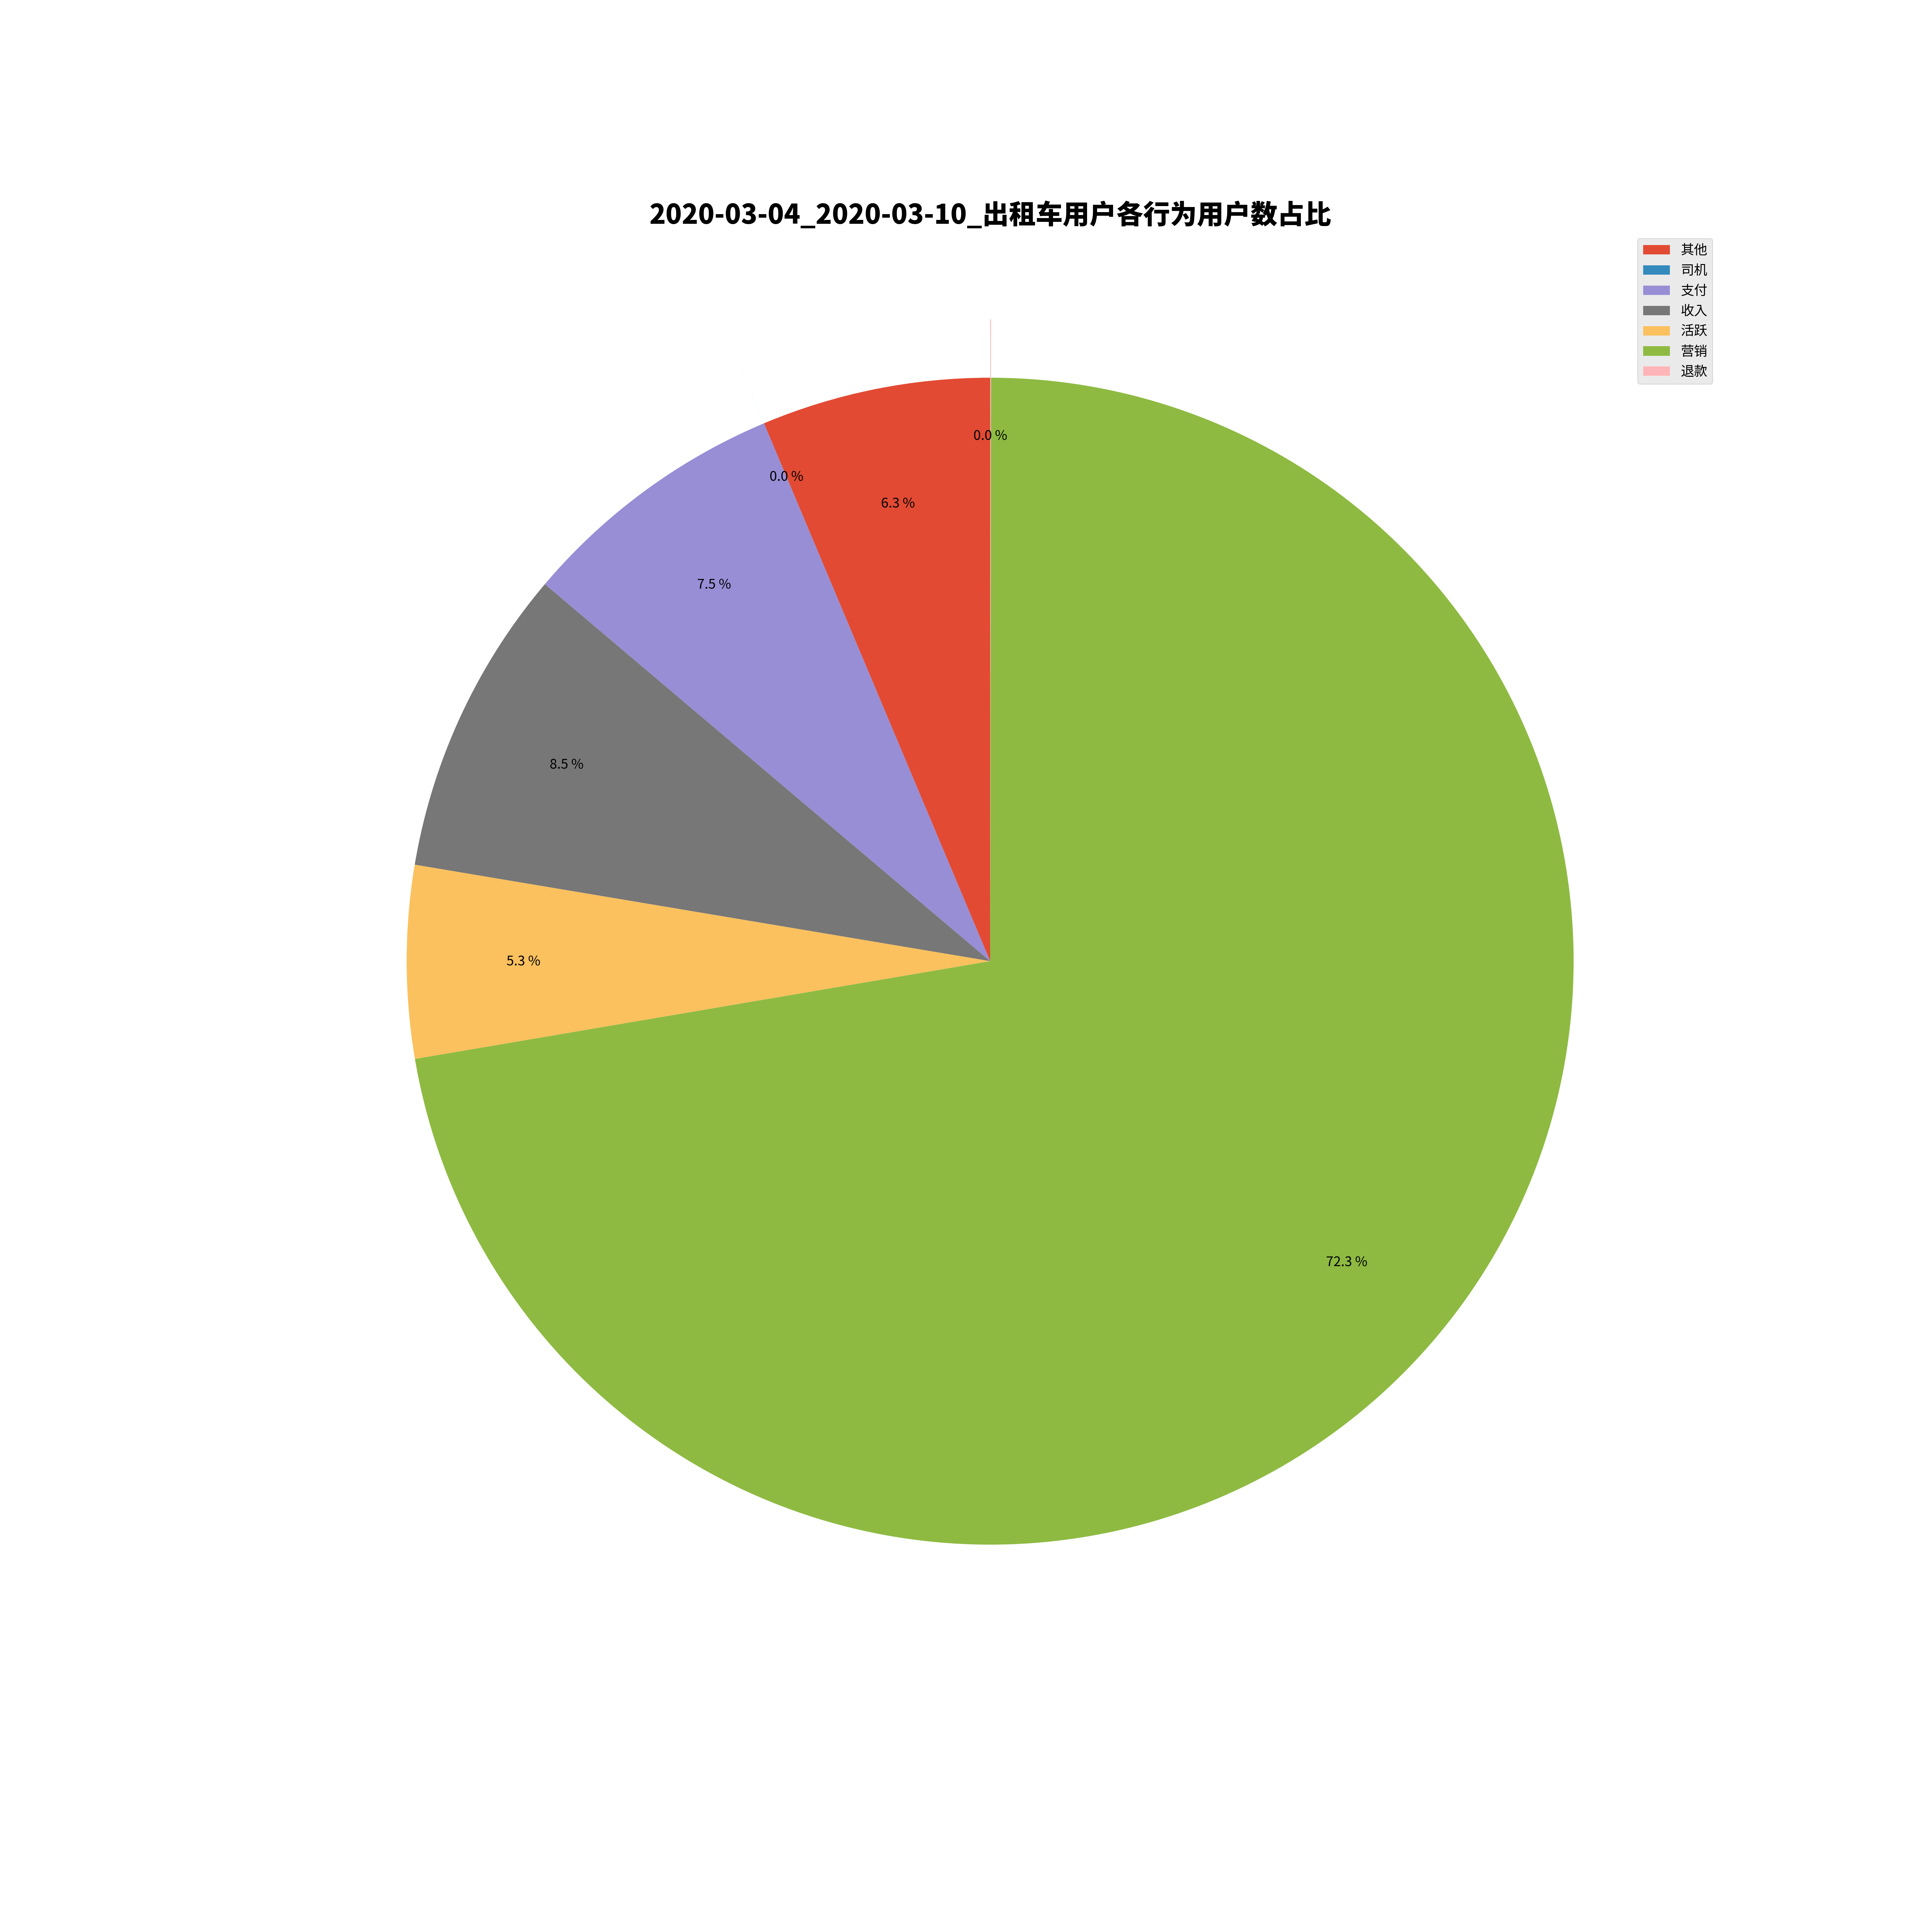 2020-03-04_2020-03-10_出租车用户各行为用户数占比
其他
司机
支付
收入
活跃
营销
退款
0.0 %
0.0 %
6.3 %
7.5 %
8.5 %
5.3 %
72.3 %